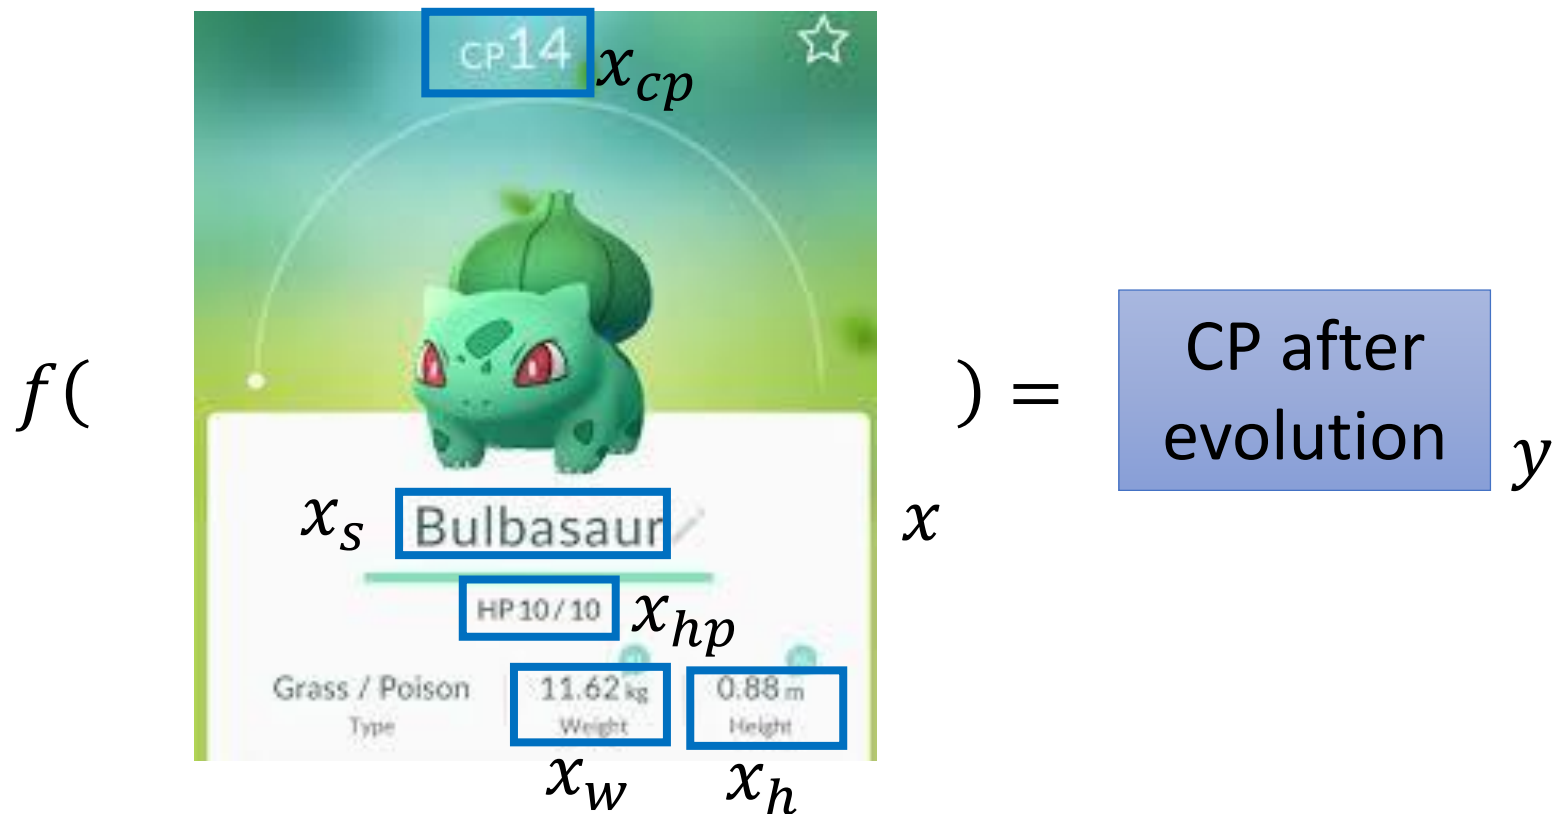 CP14
x_cp
f(
) =
CP after
evolution
y
x_s
Bulbasaur
x
HP 10 / 10
x_hp
Grass / Poison
Type
11.62 kg
Weight
0.88 m
Height
x_w
x_h